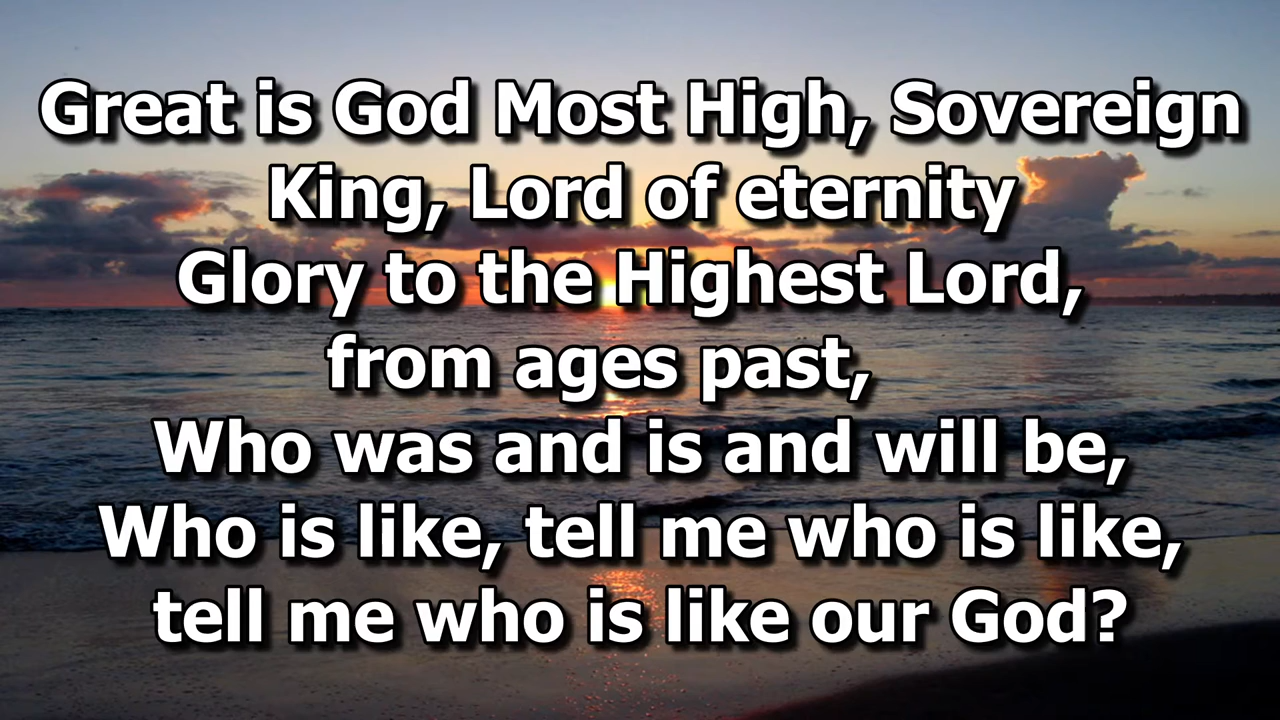 Great is God Most High, Sovereign
King, Lord of eternity
Glory to the Highest Lord,
from ages past,
Who was and is and will be,
Who is like, tell me who is like,
tell me who is like our God?